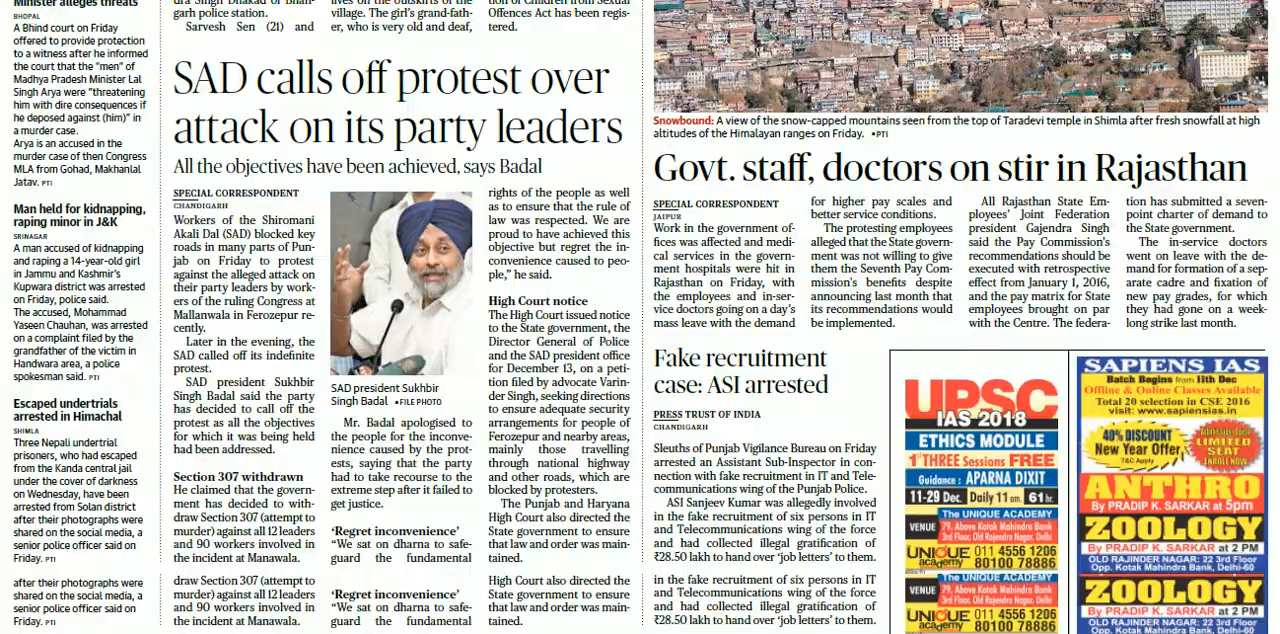 Minister alleges threats
BHOPAL
A Bhind court on Friday
offered to provide protection
to a witness after he informed
the court that the "men" of
Madhya Pradesh Minister Lal
Singh Arya were "threatening
him with dire consequences if
he deposed against (him)" in
a murder case.
Arya is an accused in the
murder case of then Congress
MLA from Gohad, Makhanlal
Jatav. PTI
Man held for kidnapping,
raping minor in J&K
SRINAGAR
A man accused of kidnapping
and raping a 14-year-old girl
in Jammu and Kashmir's
Kupwara district was arrested
on Friday, police said.
The accused, Mohammad
Yaseen Chauhan, was arrested
on a complaint filed by the
grandfather of the victim in
Handwara area, a police
spokesman said. PTI
Escaped undertrials
arrested in Himachal
SHIMLA
Three Nepali undertrial
prisoners, who had escaped
from the Kanda central jail
under the cover of darkness
on Wednesday, have been
arrested from Solan district
after their photographs were
shared on the social media, a
senior police officer said on
Friday. PTI
after their photographs were
shared on the social media, a
senior police officer said on
Friday. PTI
dra Singh Dhakad of Bhan-
garh police station.
Sarvesh Sen (21) and
lives on the outskirts of the
village. The girl's grand-fath-
er, who is very old and deaf,
tion of Children from Sexual
Offences Act has been regis-
tered.
SAD calls off protest over
attack on its party leaders
All the objectives have been achieved, says Badal
SPECIAL CORRESPONDENT
CHANDIGARH
Workers of the Shiromani
Akali Dal (SAD) blocked key
roads in many parts of Pun-
jab on Friday to protest
against the alleged attack on
their party leaders by work-
ers of the ruling Congress at
Mallanwala in Ferozepur re-
cently.
Later in the evening, the
SAD called off its indefinite
protest.
SAD president Sukhbir
Singh Badal said the party
has decided to call off the
protest as all the objectives
for which it was being held
had been addressed.
Section 307 withdrawn
He claimed that the govern-
ment has decided to with-
draw Section 307 (attempt to
murder) against all 12 leaders
and 90 workers involved in
the incident at Manawala.
draw Section 307 (attempt to
murder) against all 12 leaders
and 90 workers involved in
the incident at Manawala.
SAD president Sukhbir
Singh Badal ▪FILE PHOTO
Mr. Badal apologised to
the people for the inconve-
nience caused by the prot-
ests, saying that the party
had to take recourse to the
extreme step after it failed to
get justice.
'Regret inconvenience'
"We sat on dharna to safe-
guard the fundamental
'Regret inconvenience'
"We sat on dharna to safe-
guard the fundamental
rights of the people as well
as to ensure that the rule of
law was respected. We are
proud to have achieved this
objective but regret the in-
convenience caused to peo-
ple," he said.
High Court notice
The High Court issued notice
to the State government, the
Director General of Police
and the SAD president office
for December 13, on a peti-
tion filed by advocate Varin-
der Singh, seeking directions
to ensure adequate security
arrangements for people of
Ferozepur and nearby areas,
mainly those travelling
through national highway
and other roads, which are
blocked by protesters.
The Punjab and Haryana
High Court also directed the
State government to ensure
that law and order was main-
tained.
High Court also directed the
State government to ensure
that law and order was main-
tained.
Snowbound: A view of the snow-capped mountains seen from the top of Taradevi temple in Shimla after fresh snowfall at high
altitudes of the Himalayan ranges on Friday. ▪PTI
Govt. staff, doctors on stir in Rajasthan
SPECIAL CORRESPONDENT
JAIPUR
Work in the government of-
fices was affected and medi-
cal services in the govern-
ment hospitals were hit in
Rajasthan on Friday, with
the employees and in-ser-
vice doctors going on a day's
mass leave with the demand
for higher pay scales and
better service conditions.
The protesting employees
alleged that the State govern-
ment was not willing to give
them the Seventh Pay Com-
mission's benefits despite
announcing last month that
its recommendations would
be implemented.
All Rajasthan State Em-
ployees' Joint Federation
president Gajendra Singh
said the Pay Commission's
recommendations should be
executed with retrospective
effect from January 1, 2016,
and the pay matrix for State
employees brought on par
with the Centre. The federa-
tion has submitted a seven-
point charter of demand to
the State government.
The in-service doctors
went on leave with the de-
mand for formation of a sep-
arate cadre and fixation of
new pay grades, for which
they had gone on a week-
long strike last month.
Fake recruitment
case: ASI arrested
PRESS TRUST OF INDIA
CHANDIGARH
Sleuths of Punjab Vigilance Bureau on Friday
arrested an Assistant Sub-Inspector in con-
nection with fake recruitment in IT and Tele-
communications wing of the Punjab Police.
ASI Sanjeev Kumar was allegedly involved
in the fake recruitment of six persons in IT
and Telecommunications wing of the force
and had collected illegal gratification of
₹28.50 lakh to hand over 'job letters' to them.
in the fake recruitment of six persons in IT
and Telecommunications wing of the force
and had collected illegal gratification of
₹28.50 lakh to hand over 'job letters' to them.
UPSC
IAS 2018
ETHICS MODULE
1st THREE Sessions FREE
Guidance : APARNA DIXIT
11-29 Dec. Daily 11 am. 61 hr.
VENUE
The UNIQUE ACADEMY
79, Above Kotak Mahindra Bank
3rd Floor, Old Rajendra Nagar, Delhi
UNIQUE academy
011 4556 1206
80100 78886
The UNIQUE ACADEMY
VENUE
79, Above Kotak Mahindra Bank
3rd Floor, Old Rajendra Nagar, Delhi
UNIQUE academy
011 4556 1206
80100 78886
SAPIENS IAS
Batch Begins from 11th Dec
Offline & Online Classes Available
Total 20 selection in CSE 2016
visit: www.sapiensias.in
40% DISCOUNT
New Year Offer,
T&C Apply
LIMITED
SEAT
ENROLL NOW
ANTHRO
By PRADIP K. SARKAR at 5pm
ZOOLOGY
By PRADIP K. SARKAR at 2 PM
OLD RAJINDER NAGAR: 22 3rd Floor
Opp. Kotak Mahindra Bank, Delhi-60
ZOOLOGY
By PRADIP K. SARKAR at 2 PM
OLD RAJINDER NAGAR: 22 3rd Floor
Opp. Kotak Mahindra Bank, Delhi-60